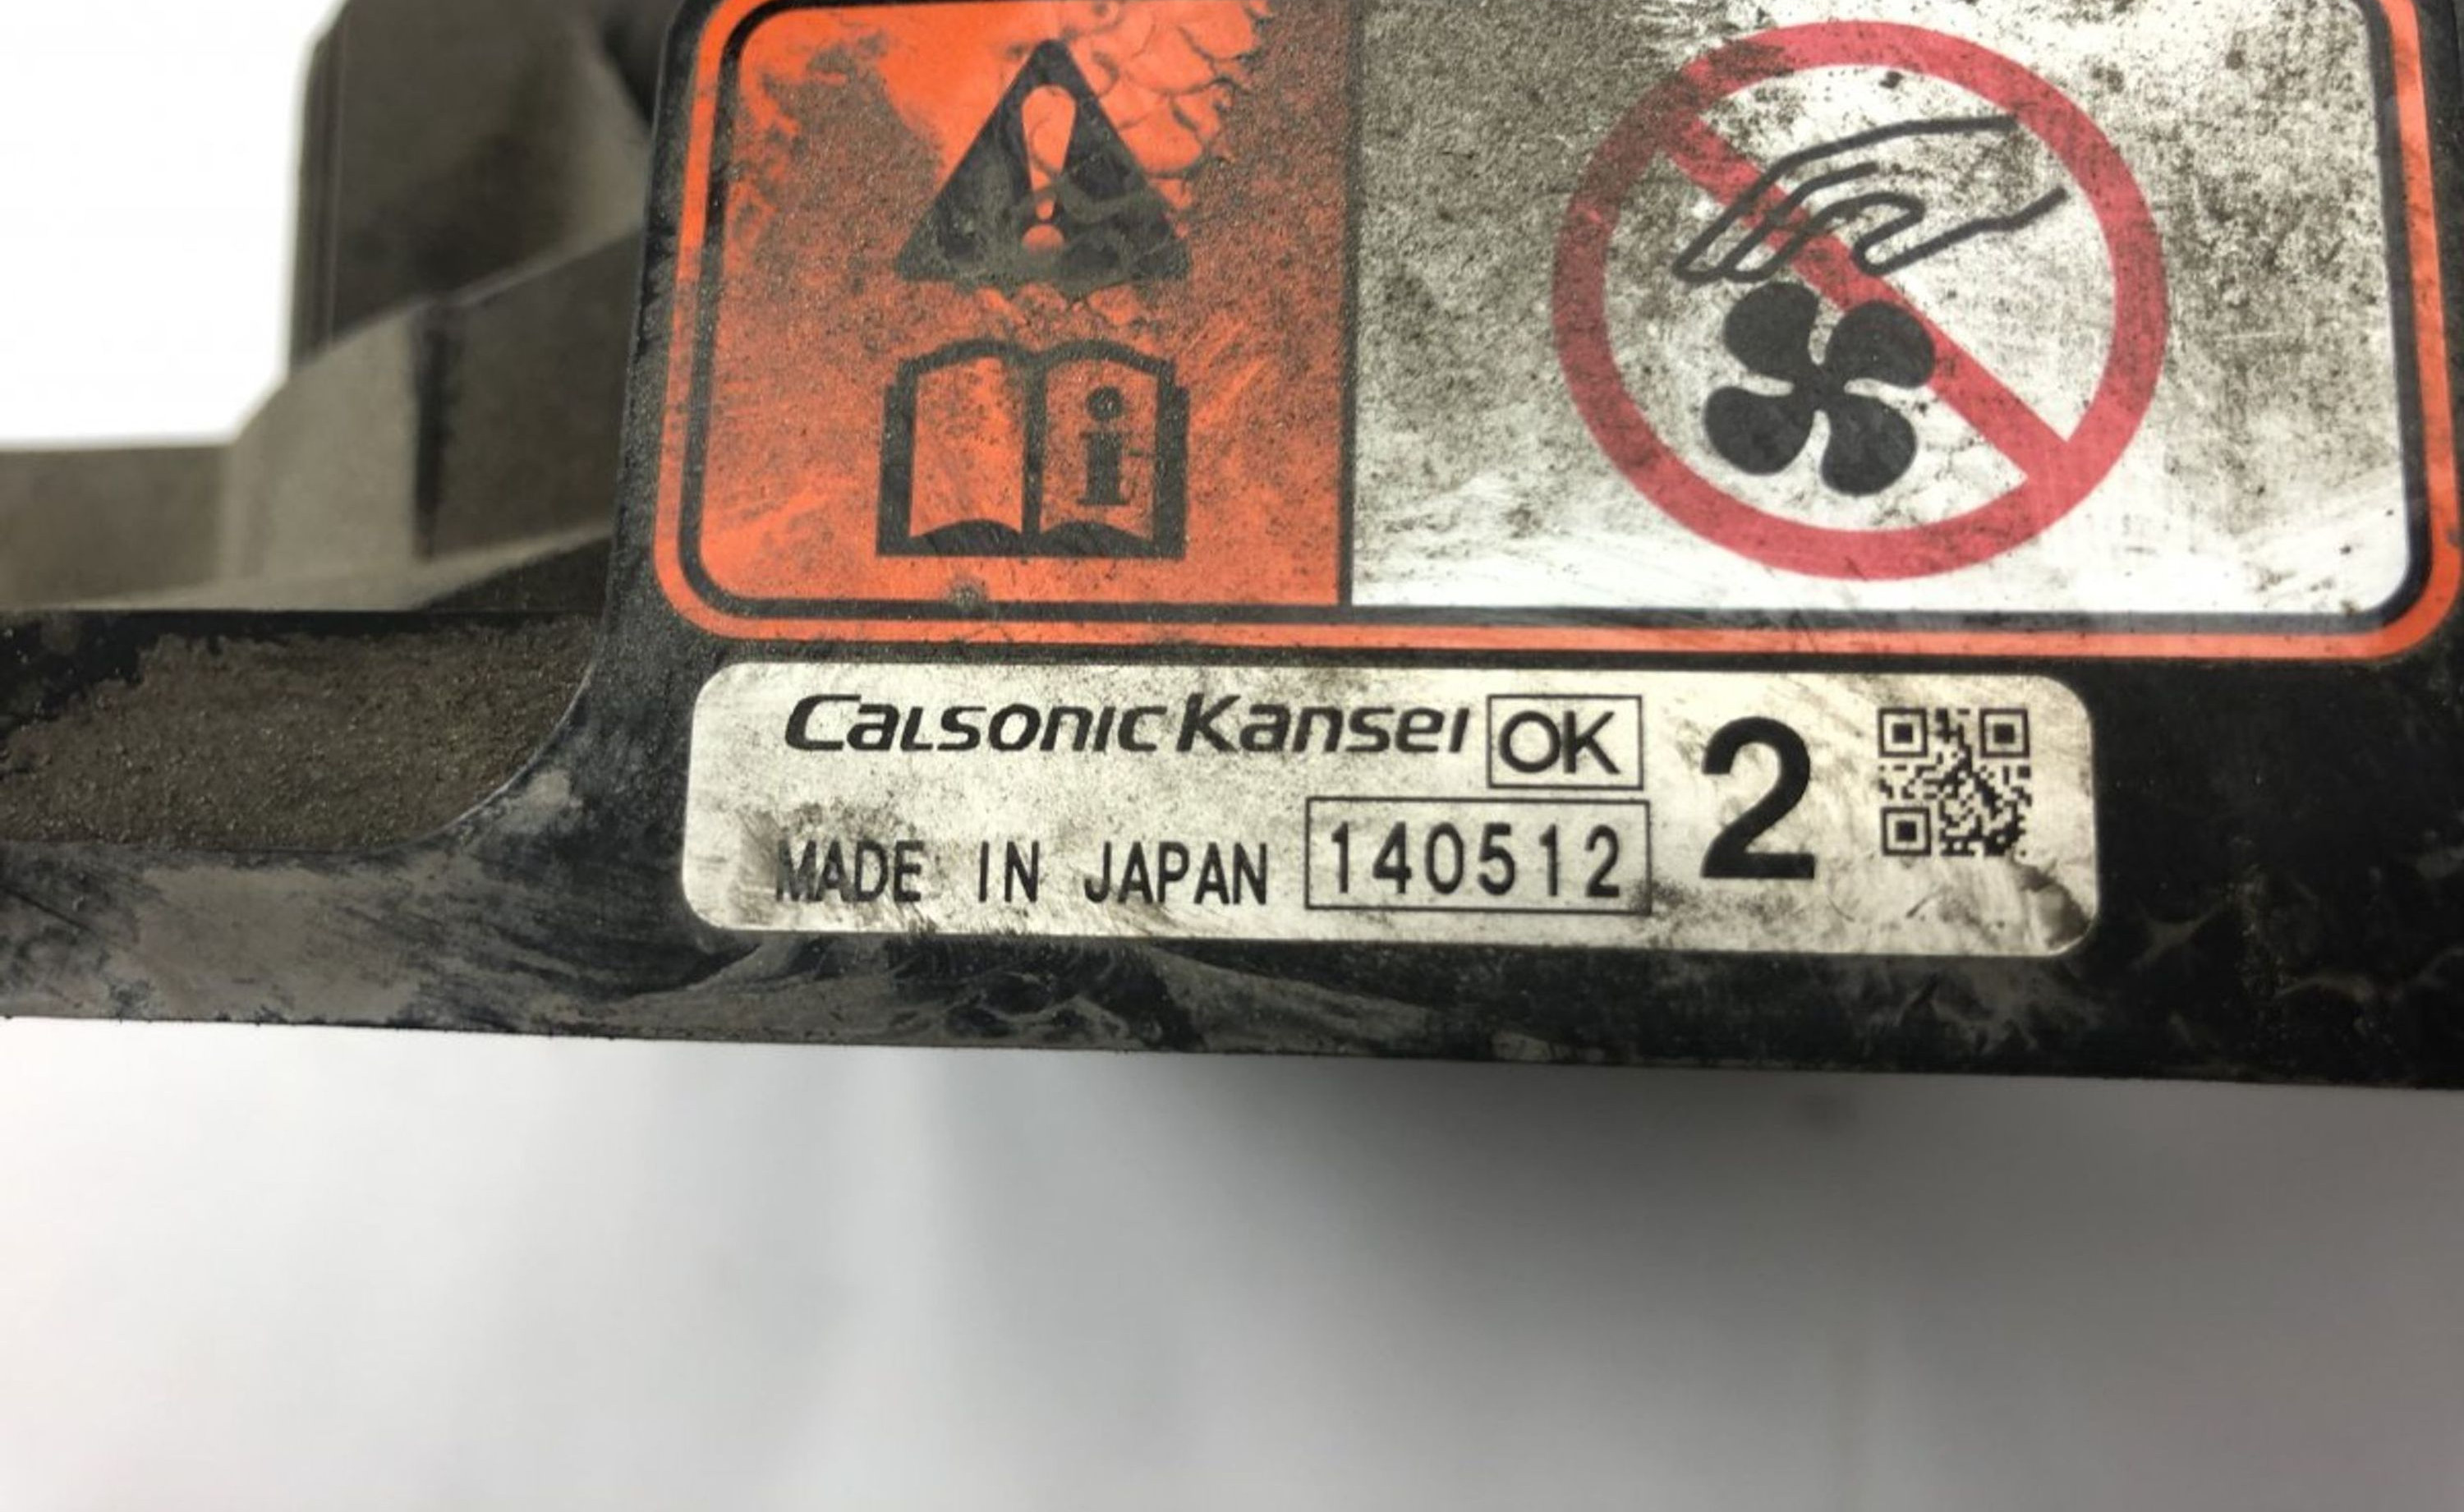 i
CalsonicKansei OK 2
MADE IN JAPAN 140512